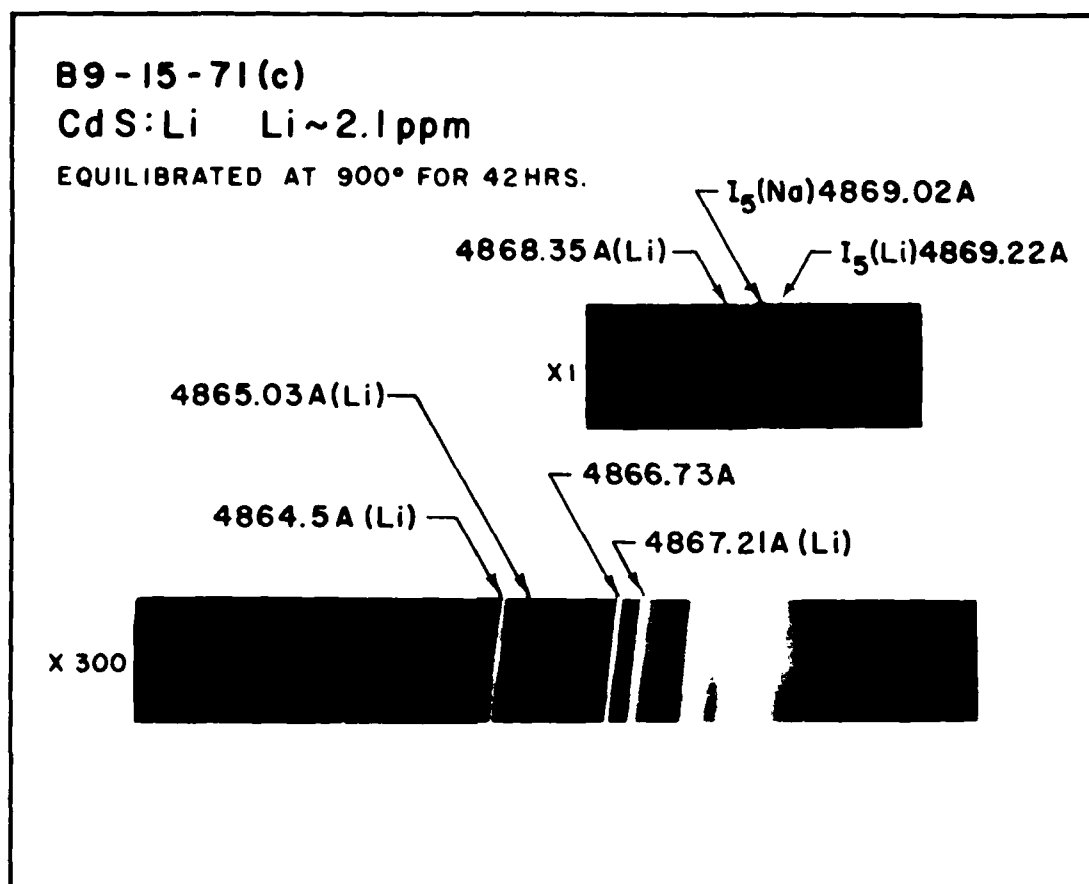 B9-15-71(c)
CdS:Li Li~2.1ppm
EQUILIBRATED AT 900° FOR 42HRS.
I5(Na)4869.02A
4868.35A(Li)
I5(Li)4869.22A
X1
4865.03A(Li)
4866.73A
4864.5A(Li)
4867.21A(Li)
X 300